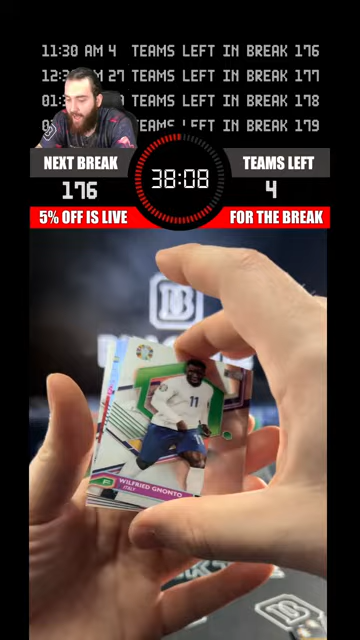 11:30 AM 4 TEAMS LEFT IN BREAK 176
12:3 AM 27 TEAMS LEFT IN BREAK 177
TEAMS LEFT IN BREAK 178
TEAMS LEFT IN BREAK 179
NEXT BREAK
176
38:08
TEAMS LEFT
4
5% OFF IS LIVE
FOR THE BREAK
11
WILFRIED GNONTO
F
ITALY